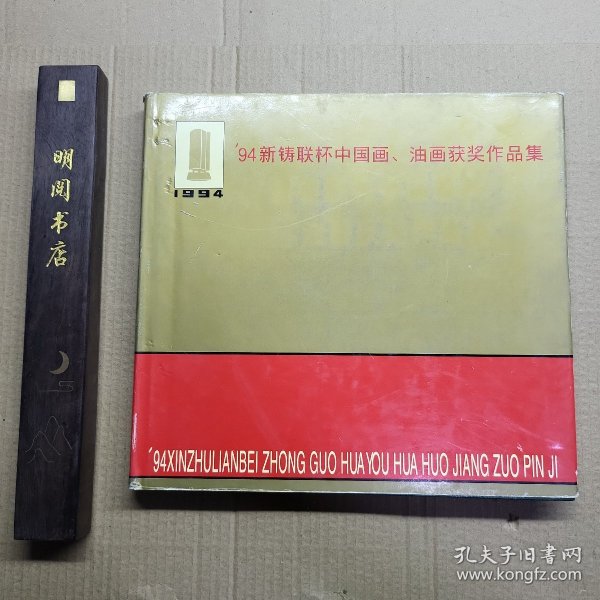 明阅书店
1994
'94新铸联杯中国画、油画获奖作品集
'94XINZHULIANBEI ZHONG GUO HUA YOU HUA HUO JIANG ZUO PIN JI
孔夫子旧书网
www.kongfz.com